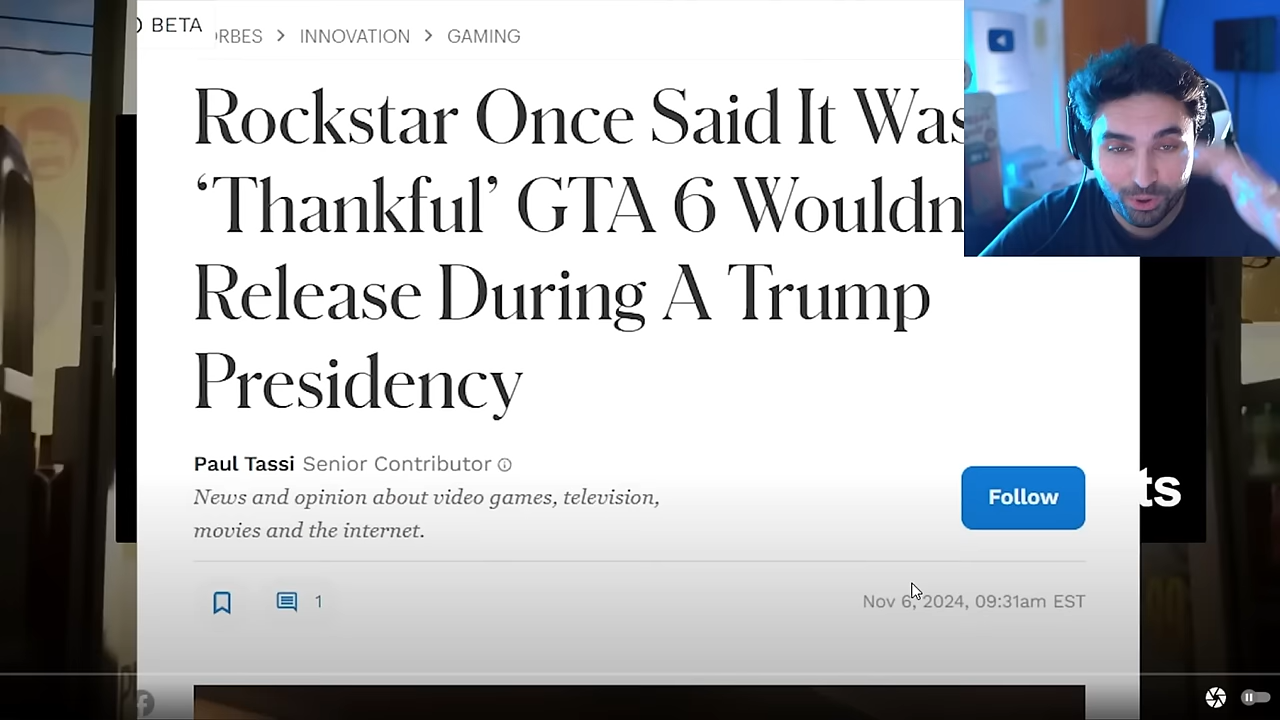 BETA
RBES > INNOVATION > GAMING
Rockstar Once Said It Was
‘Thankful’ GTA 6 Wouldn
Release During A Trump
Presidency
Paul Tassi Senior Contributor
News and opinion about video games, television,
movies and the internet.
Follow
ts
1
Nov 6, 2024, 09:31am EST